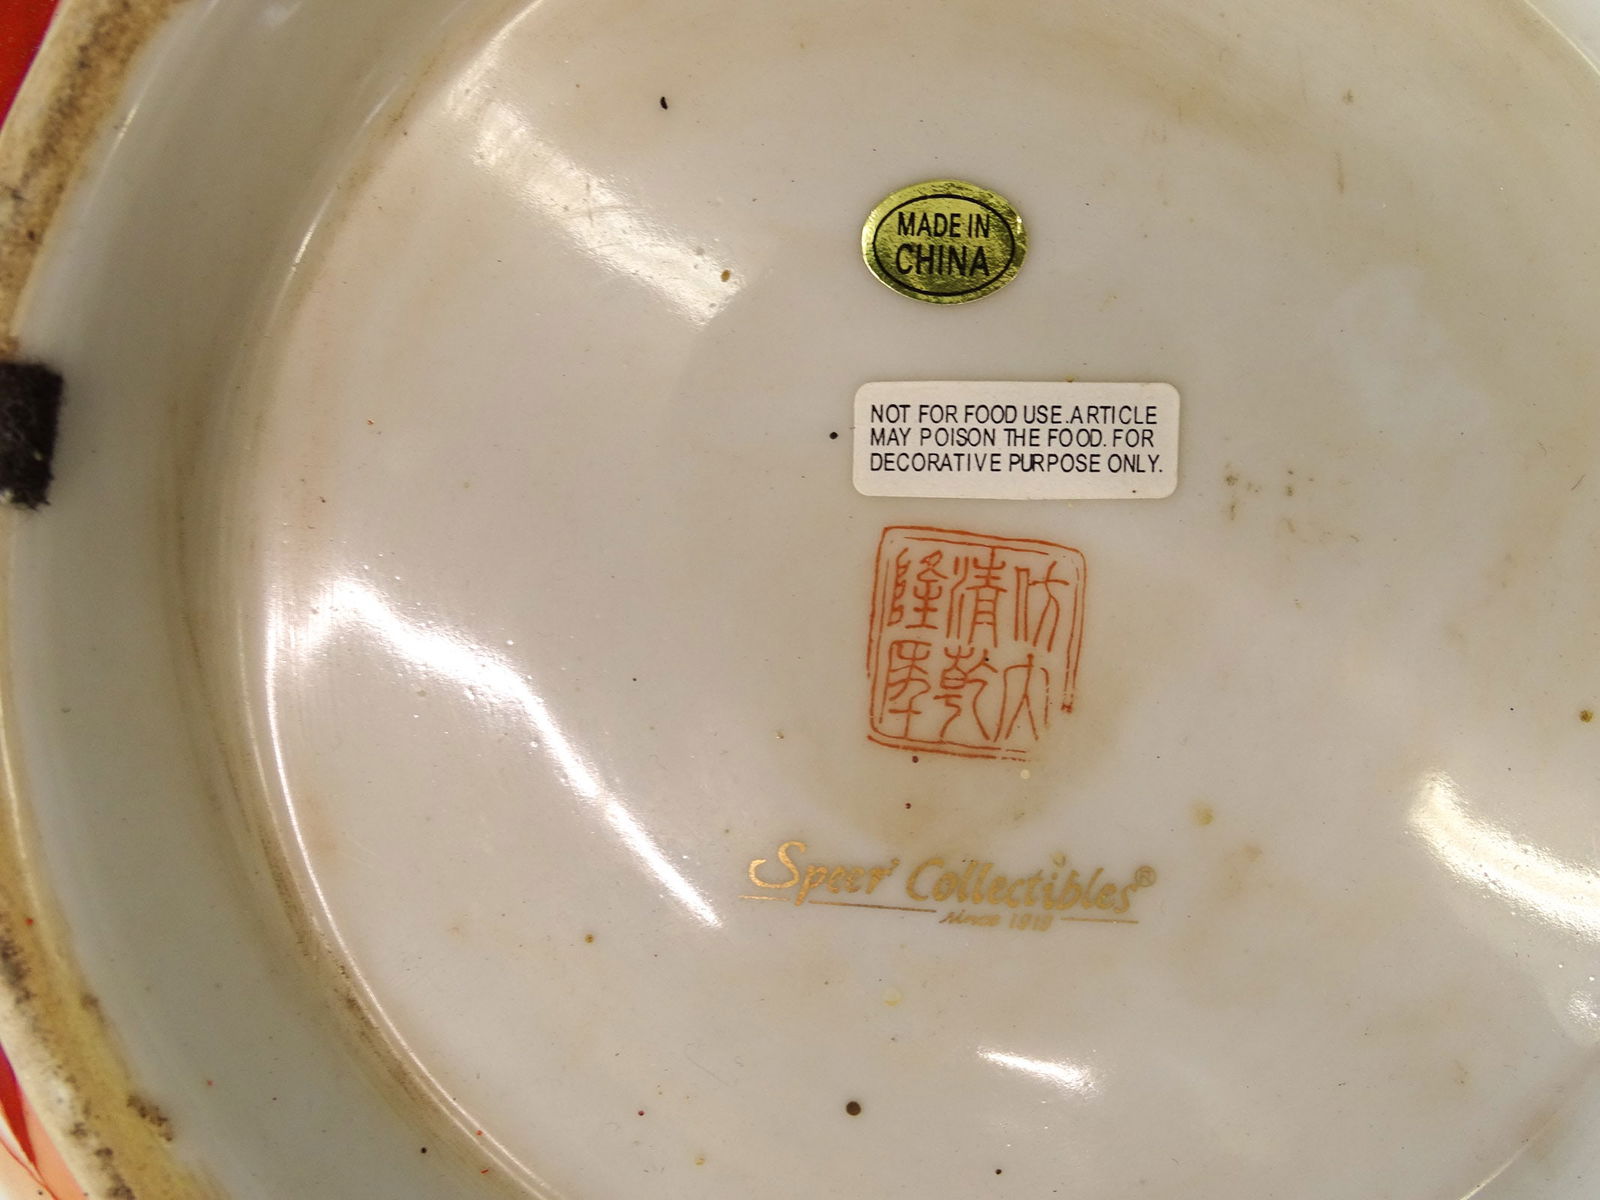 MADE IN
CHINA
NOT FOR FOOD USE.ARTICLE
MAY POISON THE FOOD. FOR
DECORATIVE PURPOSE ONLY.
仿大
清乾
隆
Speer' Collectibles®
since 1919